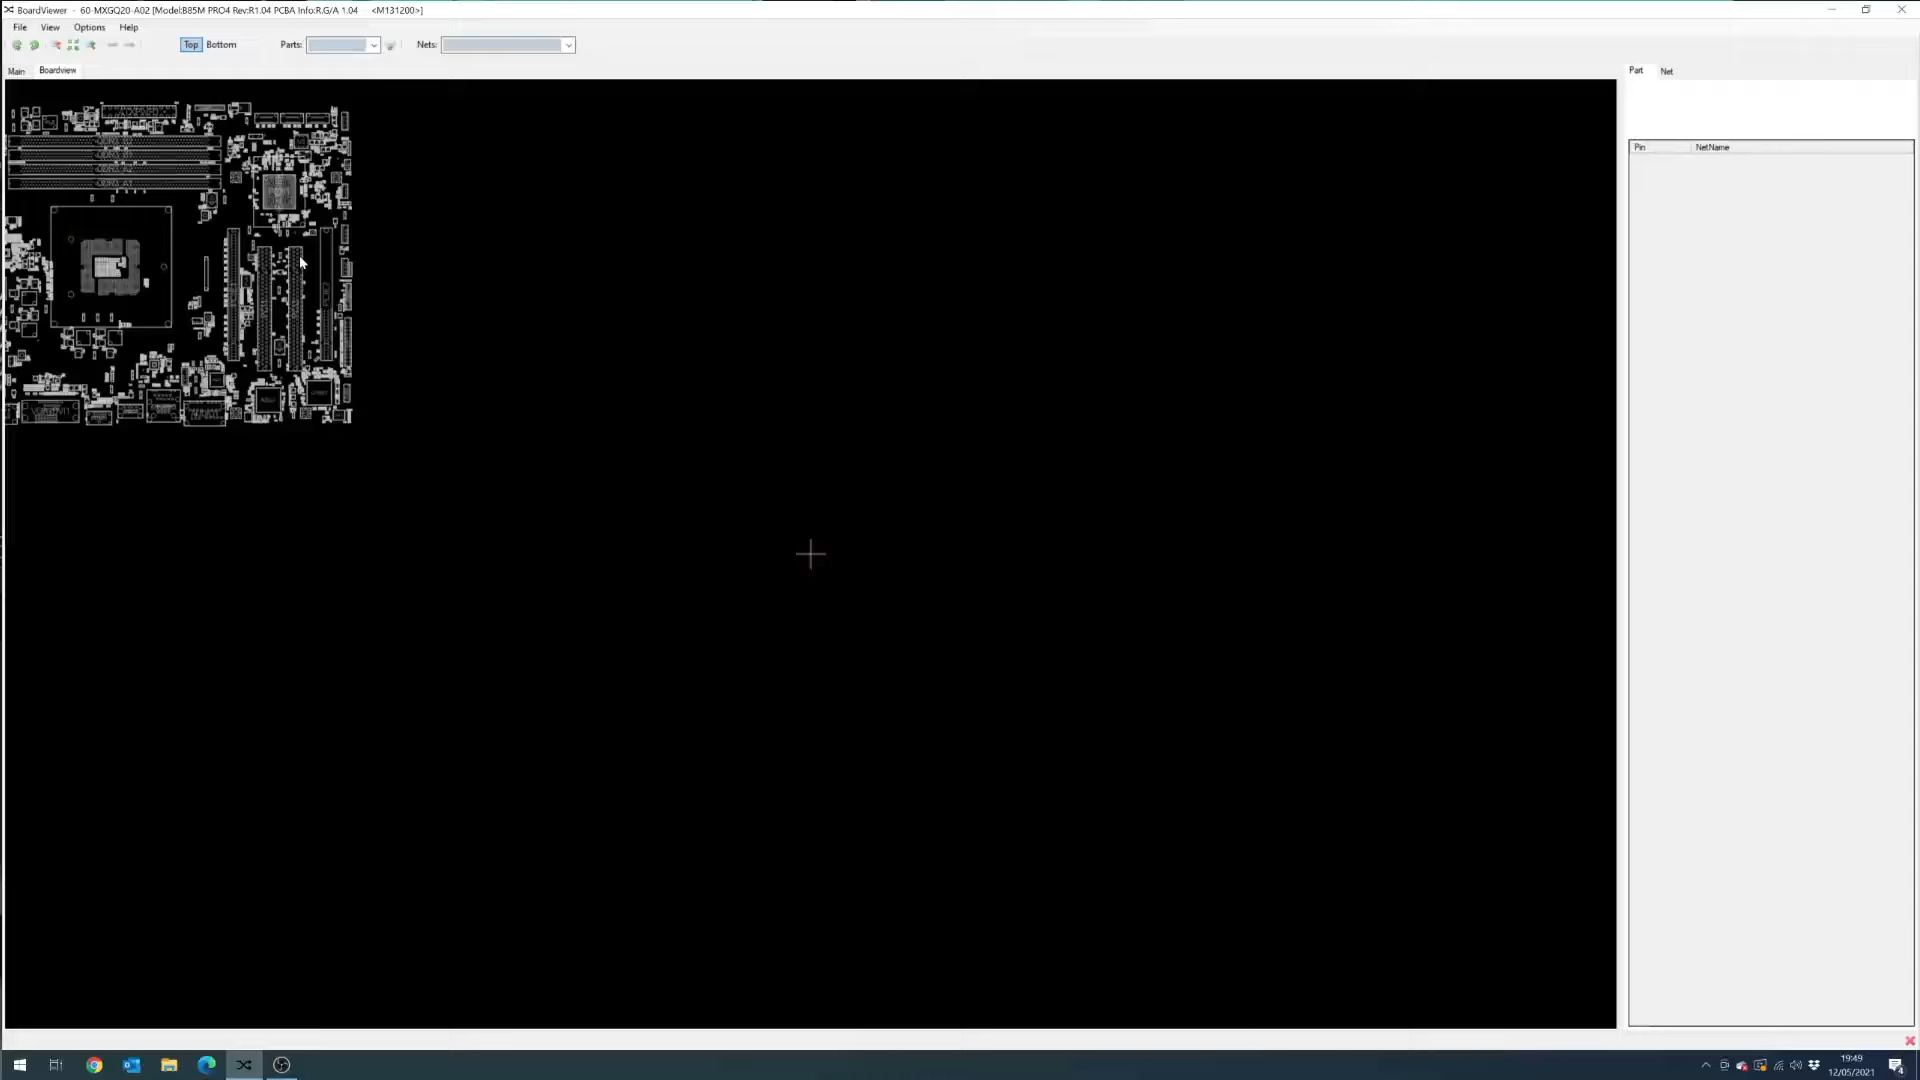 BoardViewer - 60-MXGQ20-A02 [Model:B85M PRO4 Rev:R1.04 PCBA Info:R.G/A 1.04 <M131200>]
File View Options Help
Top Bottom Parts: Nets:
Main Boardview
Part Net
Pin NetName
19:49
12/05/2021